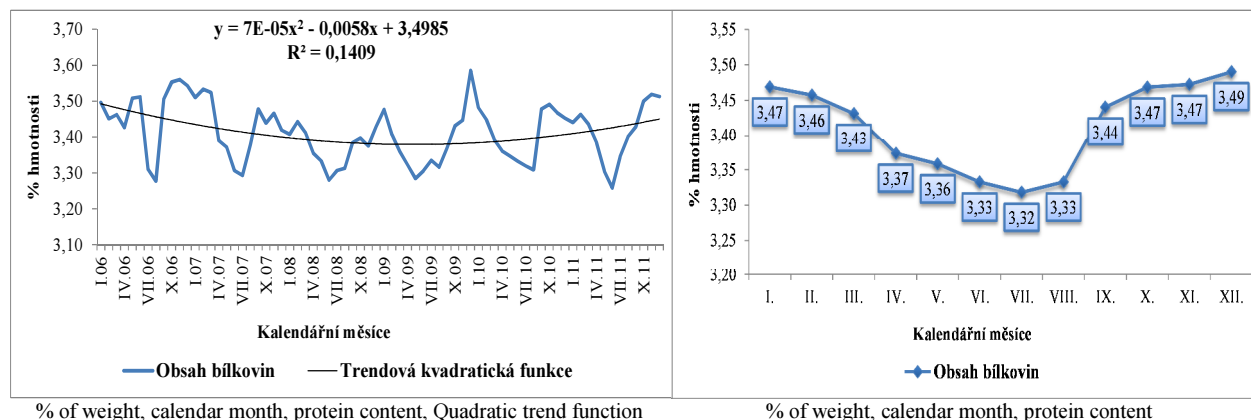 y = 7E-05x² - 0,0058x + 3,4985
R² = 0,1409
3,70
3,60
3,50
3,40
3,30
3,20
3,10
% hmotnosti
I.06
IV.06
VII.06
X.06
I.07
IV.07
VII.07
X.07
I.08
IV.08
VII.08
X.08
I.09
IV.09
VII.09
X.09
I.10
IV.10
VII.10
X.10
I.11
IV.11
VII.11
X.11
Kalendářní měsíce
Obsah bílkovin
Trendová kvadratická funkce
% of weight, calendar month, protein content, Quadratic trend function
3,55
3,50
3,45
3,40
3,35
3,30
3,25
3,20
% hmotnosti
3,47
3,46
3,43
3,37
3,36
3,33
3,32
3,33
3,44
3,47
3,47
3,49
I.
II.
III.
IV.
V.
VI.
VII.
VIII.
IX.
X.
XI.
XII.
Kalendářní měsíce
Obsah bílkovin
% of weight, calendar month, protein content